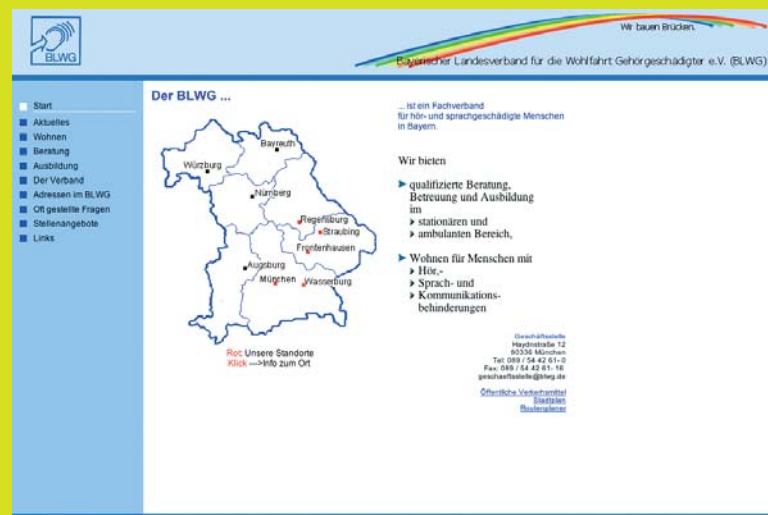 BLWG
Wir bauen Brücken.
Bayerischer Landesverband für die Wohlfahrt Gehörgeschädigter e.V. (BLWG)
Start
Aktuelles
Wohnen
Beratung
Ausbildung
Der Verband
Adressen im BLWG
Oft gestellte Fragen
Stellenangebote
Links
Der BLWG ...
Bayreuth
Würzburg
Nürnberg
Regensburg
Straubing
Frontenhausen
Augsburg
München
Wasserburg
Rot: Unsere Standorte
Klick --->Info zum Ort
... ist ein Fachverband
für hör- und sprachgeschädigte Menschen
in Bayern.
Wir bieten
qualifizierte Beratung,
Betreuung und Ausbildung
im
stationären und
ambulanten Bereich,
Wohnen für Menschen mit
Hör,-
Sprach- und
Kommunikations-
behinderungen
Geschäftsstelle
Haydnstraße 12
80336 München
Tel: 089 / 54 42 61- 0
Fax: 089 / 54 42 61- 16
geschaeftsstelle@blwg.de
Öffentliche Verkehrsmittel
Stadtplan
Routenplaner